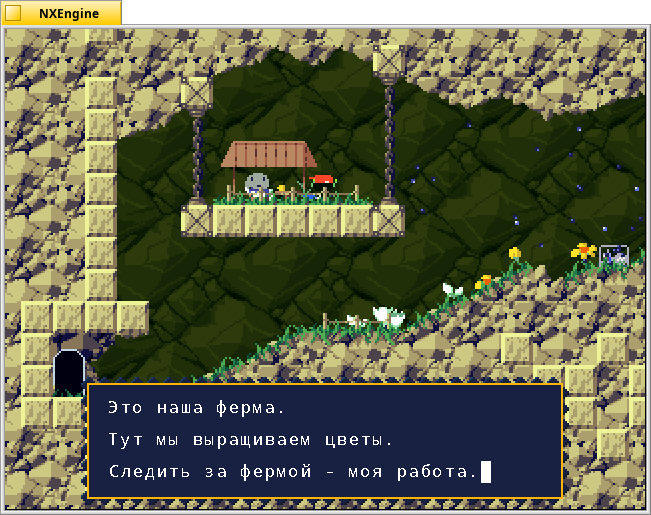 NXEngine
Это наша ферма.
Тут мы выращиваем цветы.
Следить за фермой - моя работа.